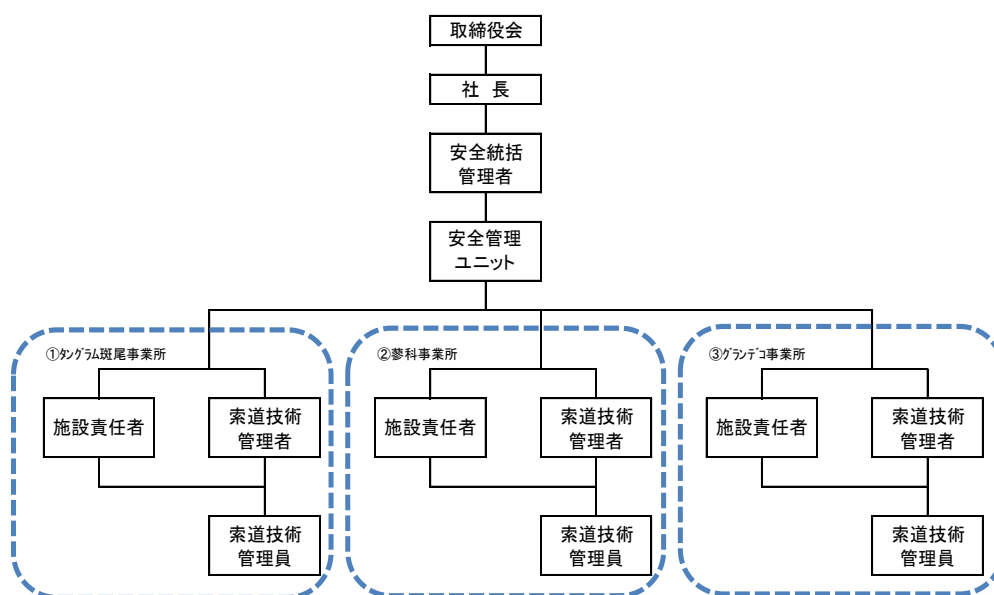 取締役会
社　長
安全統括
管理者
安全管理
ユニット
①ﾀﾝｸﾞﾗﾑ斑尾事業所
施設責任者
索道技術
管理者
索道技術
管理員
②蓼科事業所
施設責任者
索道技術
管理者
索道技術
管理員
③ｸﾞﾗﾝﾃﾞｺ事業所
施設責任者
索道技術
管理者
索道技術
管理員